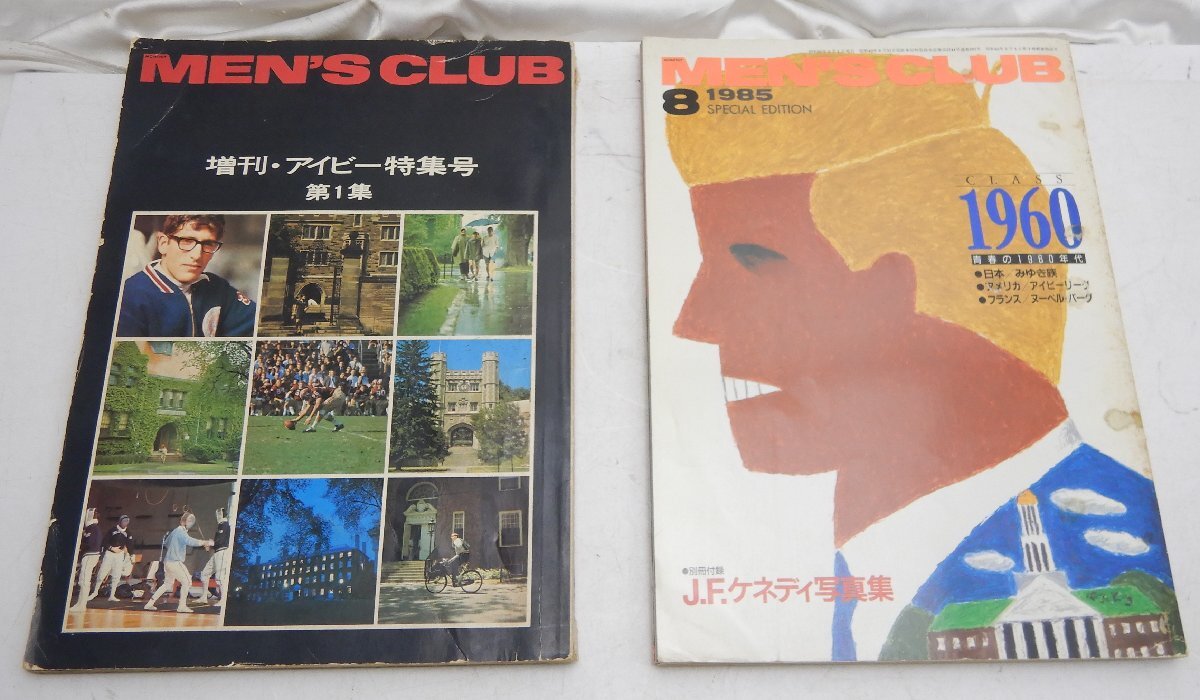 MEN'S CLUB
増刊・アイビー特集号
第1集
MEN'S CLUB
8 1985
SPECIAL EDITION
CLASS
1960
青春の1960年代
●日本/みゆき族
●アメリカ/アイビーリーグ
●フランス/ヌーベル・バーグ
●別冊付録
J.F.ケネディ写真集